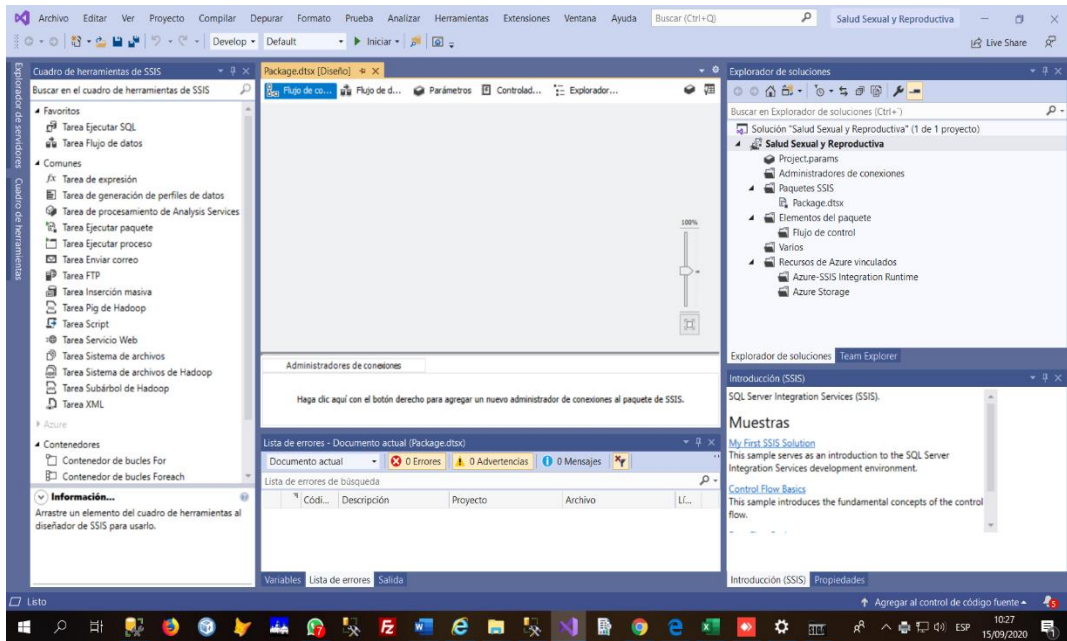 Archivo Editar Ver Proyecto Compilar Depurar Formato Prueba Analizar Herramientas Extensiones Ventana Ayuda Buscar (Ctrl+Q) Salud Sexual y Reproductiva
Develop Default Iniciar Live Share
Explorador de servidores
Cuadro de herramientas
Cuadro de herramientas de SSIS
Buscar en el cuadro de herramientas de SSIS
Favoritos
Tarea Ejecutar SQL
Tarea Flujo de datos
Comunes
Tarea de expresión
Tarea de generación de perfiles de datos
Tarea de procesamiento de Analysis Services
Tarea Ejecutar paquete
Tarea Ejecutar proceso
Tarea Enviar correo
Tarea FTP
Tarea Inserción masiva
Tarea Pig de Hadoop
Tarea Script
Tarea Servicio Web
Tarea Sistema de archivos
Tarea Sistema de archivos de Hadoop
Tarea Subárbol de Hadoop
Tarea XML
Azure
Contenedores
Contenedor de bucles For
Contenedor de bucles Foreach
Información...
Arrastre un elemento del cuadro de herramientas al
diseñador de SSIS para usarlo.
Package.dtsx [Diseño]
Flujo de co... Flujo de d... Parámetros Controlad... Explorador...
100%
Administradores de conexiones
Haga clic aquí con el botón derecho para agregar un nuevo administrador de conexiones al paquete de SSIS.
Lista de errores - Documento actual (Package.dtsx)
Documento actual 0 Errores 0 Advertencias 0 Mensajes
Lista de errores de búsqueda
Códi... Descripción Proyecto Archivo Lí...
Variables Lista de errores Salida
Explorador de soluciones
Buscar en Explorador de soluciones (Ctrl+´)
Solución "Salud Sexual y Reproductiva" (1 de 1 proyecto)
Salud Sexual y Reproductiva
Project.params
Administradores de conexiones
Paquetes SSIS
Package.dtsx
Elementos del paquete
Flujo de control
Varios
Recursos de Azure vinculados
Azure-SSIS Integration Runtime
Azure Storage
Explorador de soluciones Team Explorer
Introducción (SSIS)
SQL Server Integration Services (SSIS).
Muestras
My First SSIS Solution
This sample serves as an introduction to the SQL Server
Integration Services development environment.
Control Flow Basics
This sample introduces the fundamental concepts of the control
flow.
Introducción (SSIS) Propiedades
Listo Agregar al control de código fuente
ESP 10:27
15/09/2020